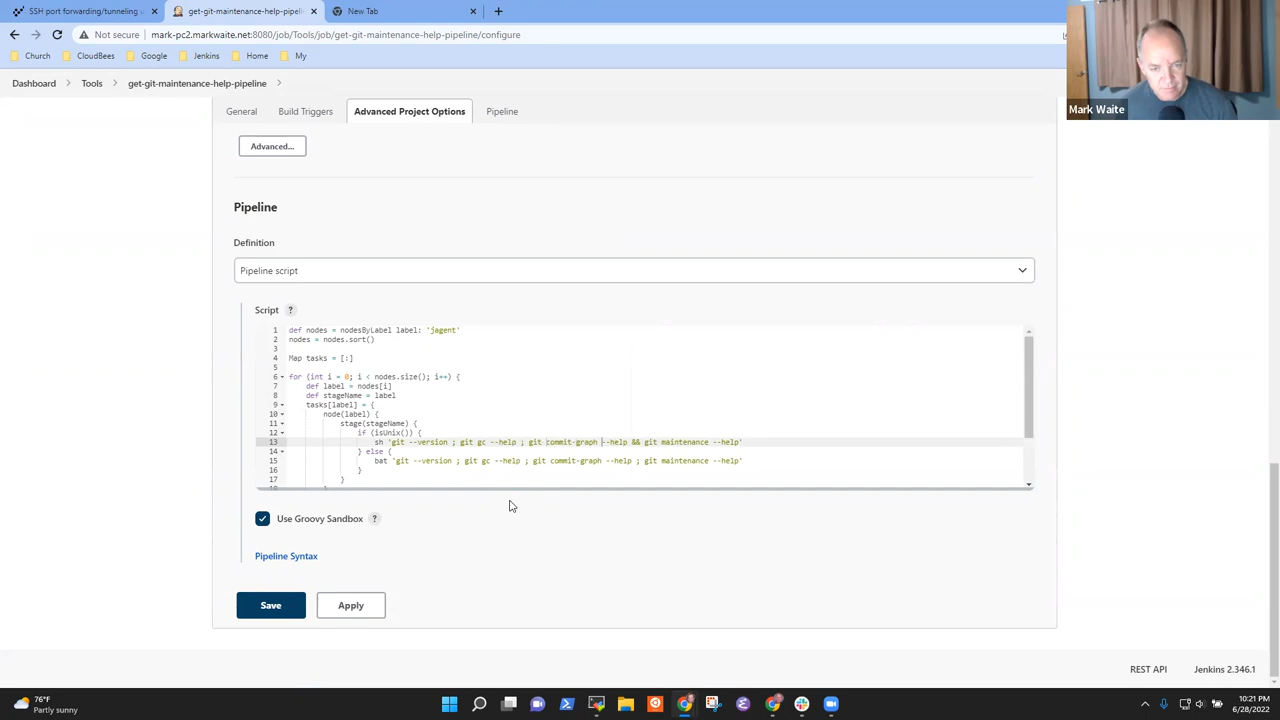 SSH port forwarding/tunneling u
get-git-maintenance-help-pipelin
New Tab
Not secure
mark-pc2.markwaite.net:8080/job/Tools/job/get-git-maintenance-help-pipeline/configure
Church
CloudBees
Google
Jenkins
Home
My
Dashboard
Tools
get-git-maintenance-help-pipeline
Mark Waite
General
Build Triggers
Advanced Project Options
Pipeline
Advanced...
Pipeline
Definition
Pipeline script
Script ?
1 def nodes = nodesByLabel label: 'jagent'
2 nodes = nodes.sort()
3
4 Map tasks = [:]
5
6 for (int i = 0; i < nodes.size(); i++) {
7 def label = nodes[i]
8 def stageName = label
9 tasks[label] = {
10 node(label) {
11 stage(stageName) {
12 if (isUnix()) {
13 sh 'git --version ; git gc --help ; git commit-graph --help && git maintenance --help'
14 } else {
15 bat 'git --version ; git gc --help ; git commit-graph --help ; git maintenance --help'
16 }
17 }
Use Groovy Sandbox ?
Pipeline Syntax
Save
Apply
REST API
Jenkins 2.346.1
76°F
Partly sunny
10:21 PM
6/28/2022